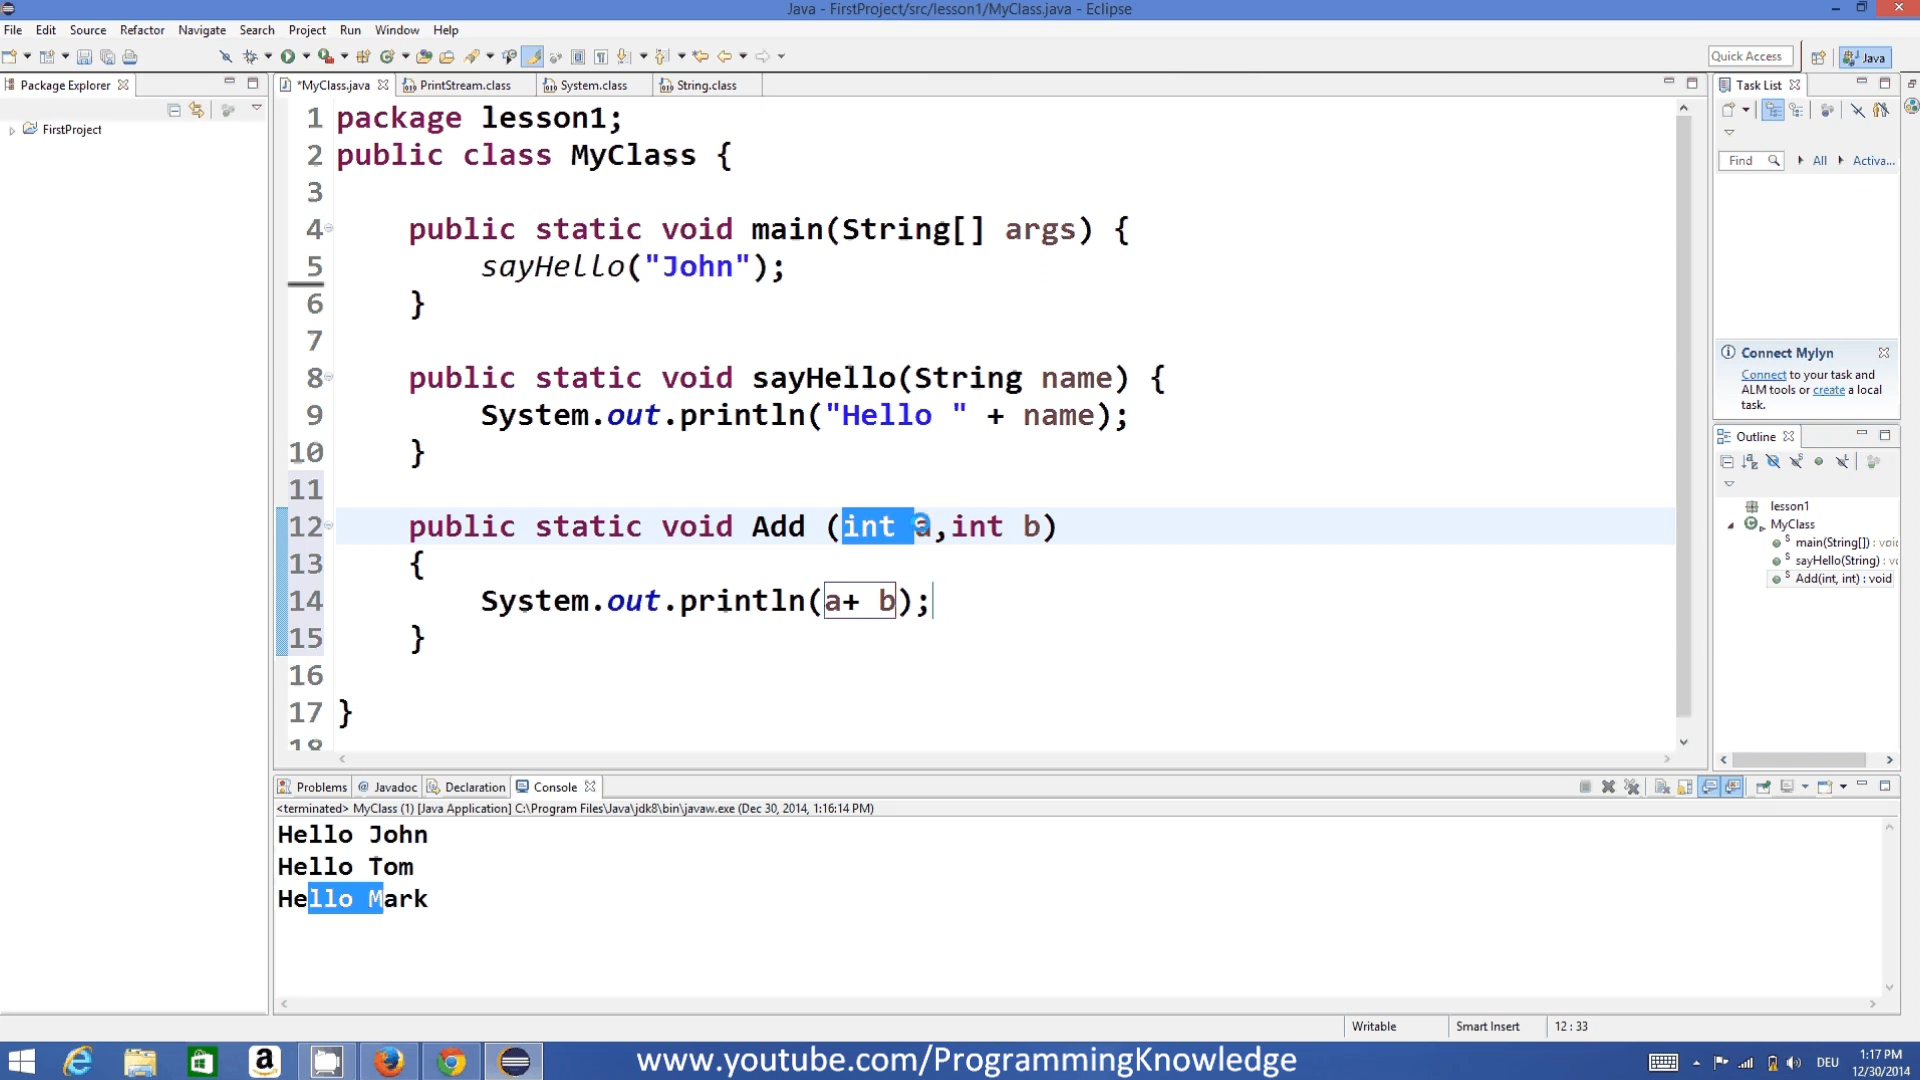 Java - FirstProject/src/lesson1/MyClass.java - Eclipse
File Edit Source Refactor Navigate Search Project Run Window Help
Quick Access Java
Package Explorer
FirstProject
*MyClass.java PrintStream.class System.class String.class
1 package lesson1;
2 public class MyClass {
3
4 public static void main(String[] args) {
5 sayHello("John");
6 }
7
8 public static void sayHello(String name) {
9 System.out.println("Hello " + name);
10 }
11
12 public static void Add (int a,int b)
13 {
14 System.out.println(a+ b);
15 }
16
17 }
18
Task List
Find All Activa...
Connect Mylyn
Connect to your task and
ALM tools or create a local
task.
Outline
lesson1
MyClass
main(String[]) : void
sayHello(String) : vo
Add(int, int) : void
Problems Javadoc Declaration Console
<terminated> MyClass (1) [Java Application] C:\Program Files\Java\jdk8\bin\javaw.exe (Dec 30, 2014, 1:16:14 PM)
Hello John
Hello Tom
Hello Mark
Writable Smart Insert 12 : 33
www.youtube.com/ProgrammingKnowledge
DEU
1:17 PM
12/30/2014